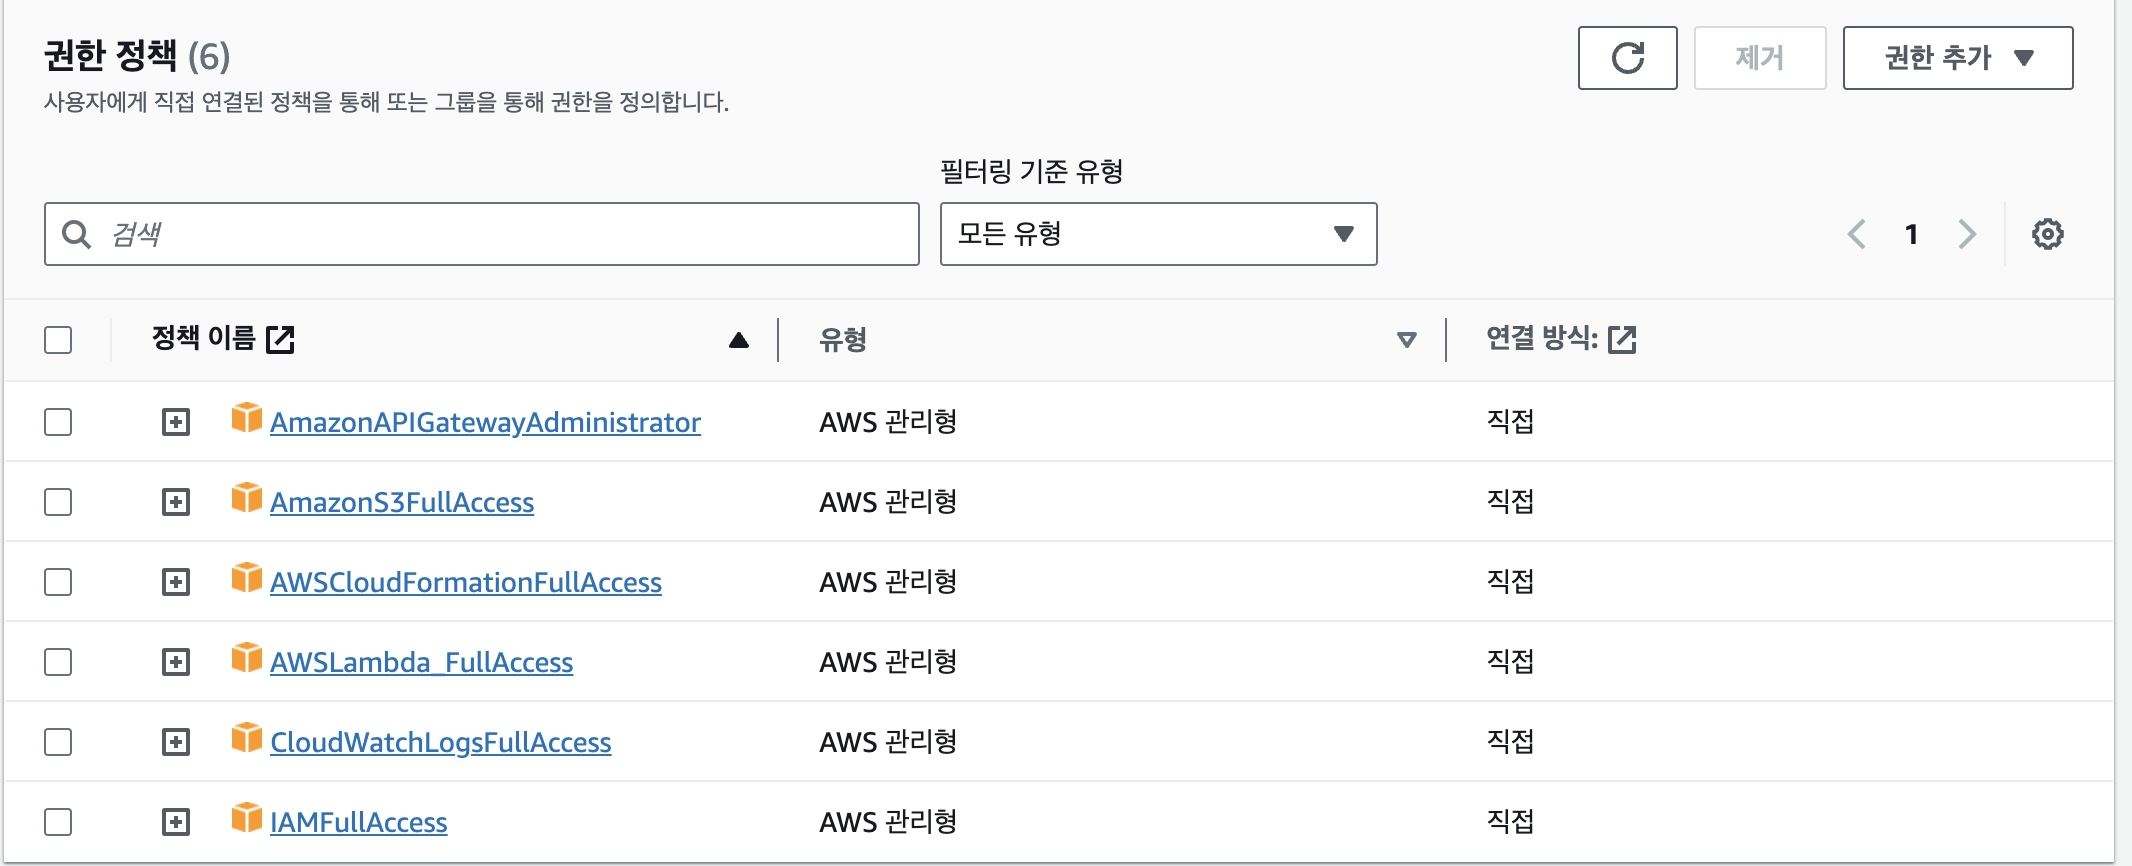 권한 정책 (6)
제거
권한 추가
사용자에게 직접 연결된 정책을 통해 또는 그룹을 통해 권한을 정의합니다.
필터링 기준 유형
검색
모든 유형
1
정책 이름
유형
연결 방식:
AmazonAPIGatewayAdministrator
AWS 관리형
직접
AmazonS3FullAccess
AWS 관리형
직접
AWSCloudFormationFullAccess
AWS 관리형
직접
AWSLambda_FullAccess
AWS 관리형
직접
CloudWatchLogsFullAccess
AWS 관리형
직접
IAMFullAccess
AWS 관리형
직접